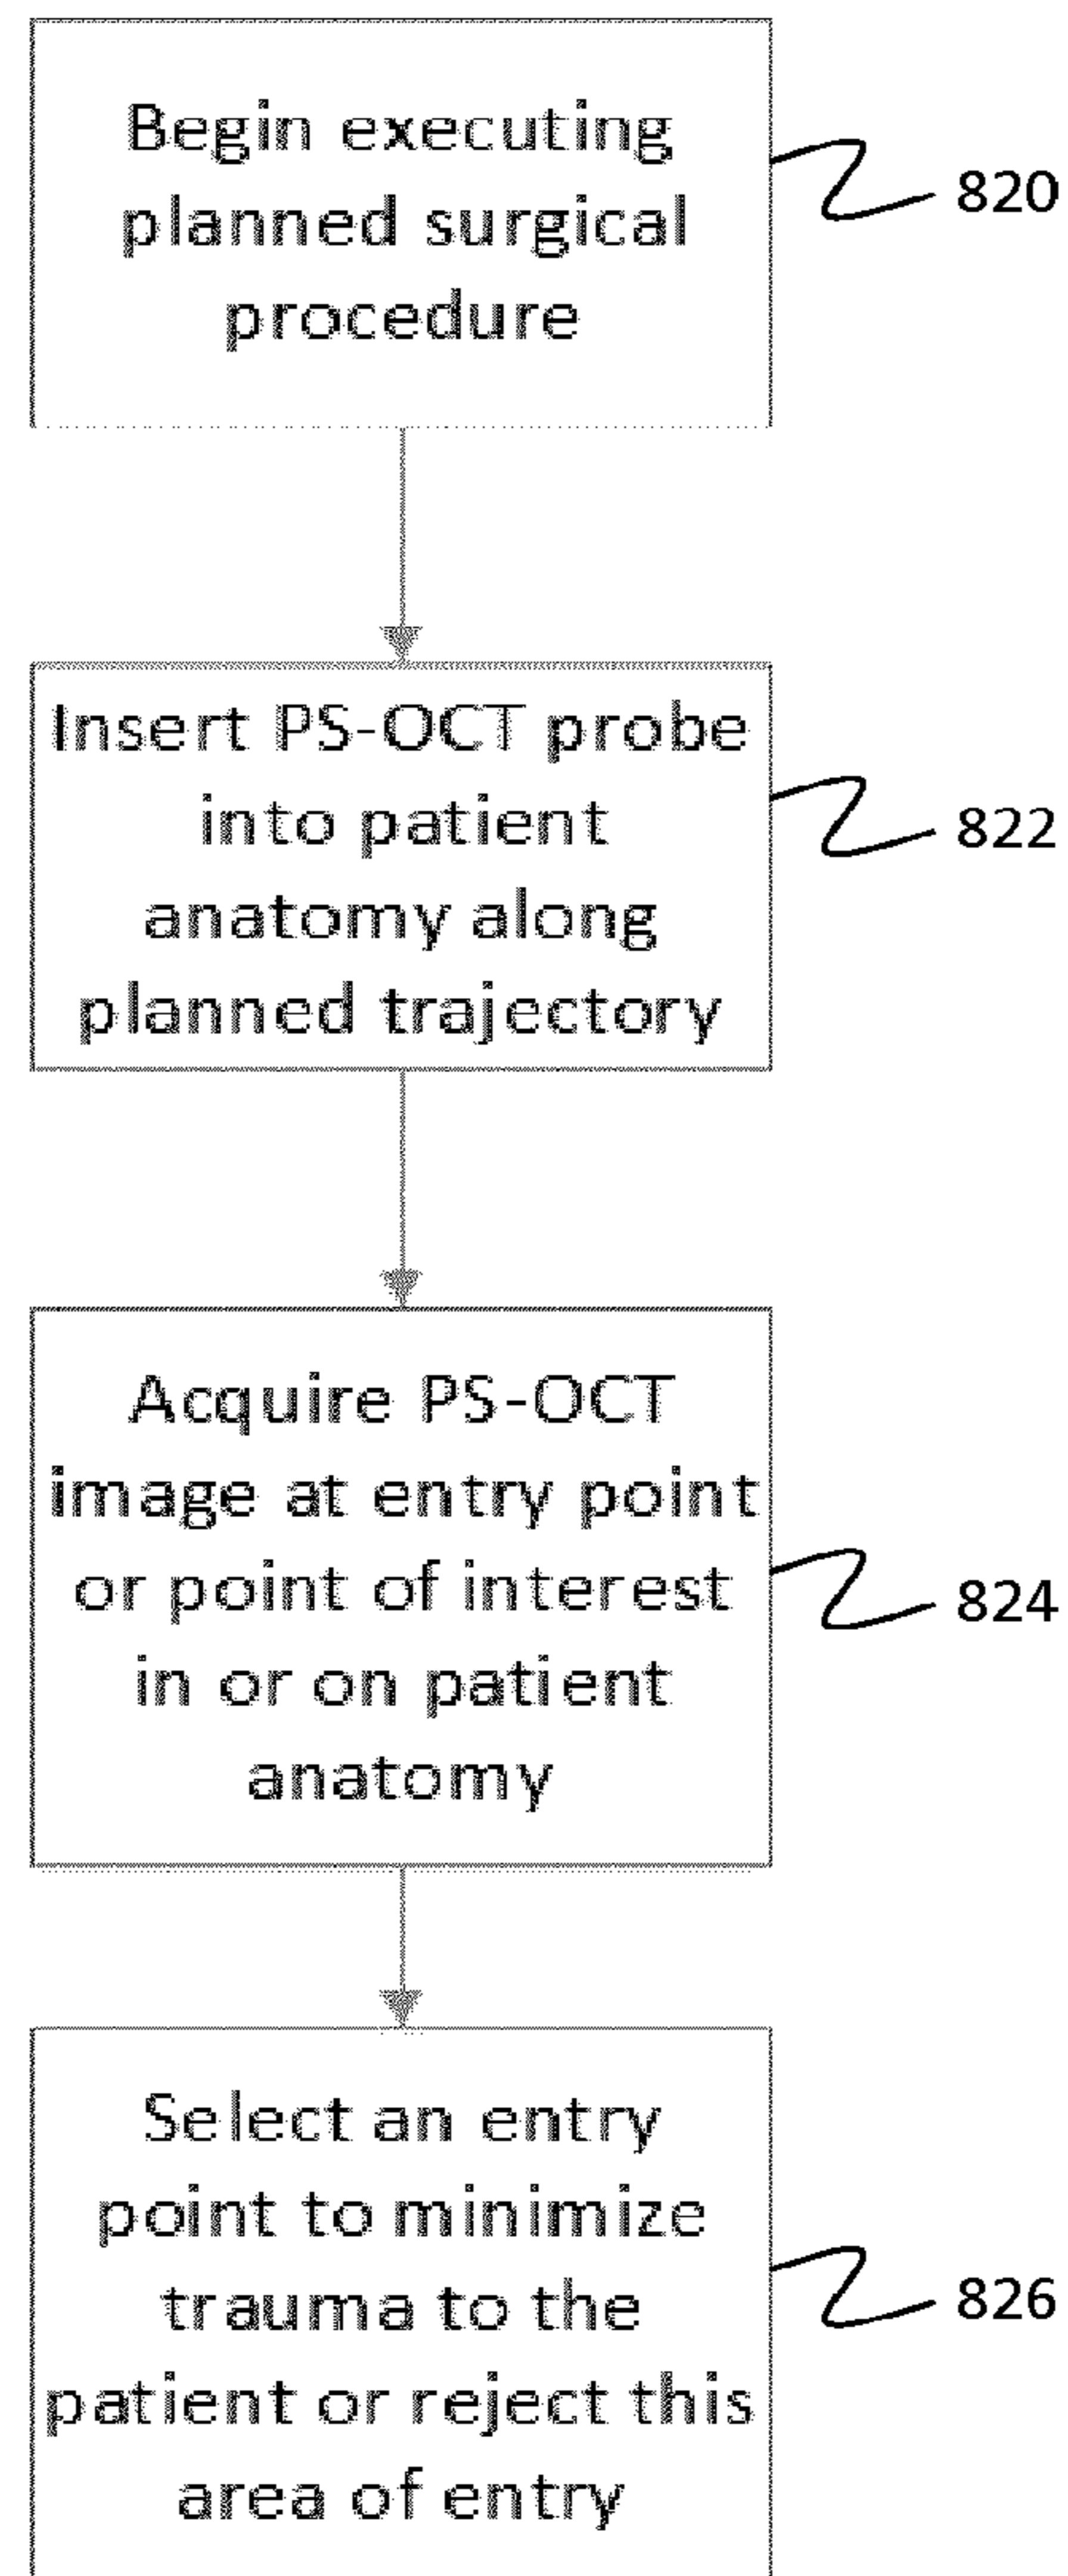 Begin executing
planned surgical
procedure
820
Insert PS-OCT probe
into patient
anatomy along
planned trajectory
822
Acquire PS-OCT
image at entry point
or point of interest
in or on patient
anatomy
824
Select an entry
point to minimize
trauma to the
patient or reject this
area of entry
826